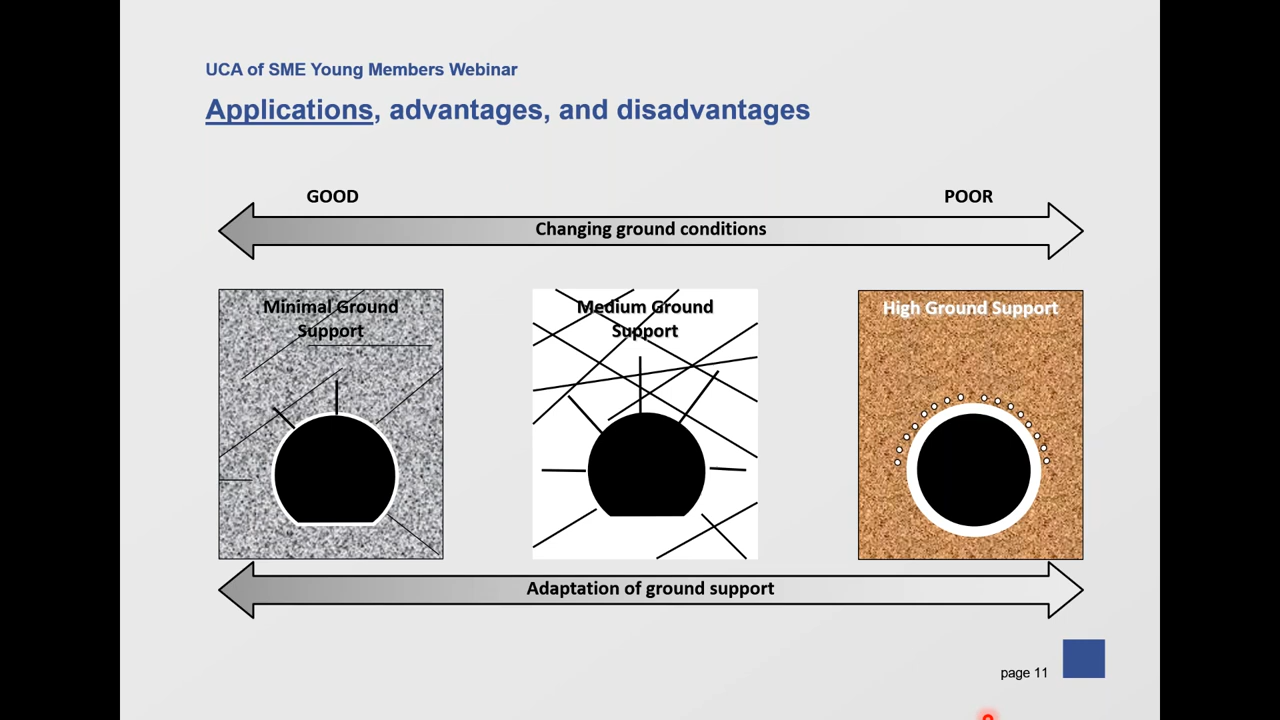 UCA of SME Young Members Webinar
Applications, advantages, and disadvantages
GOOD
POOR
Changing ground conditions
Minimal Ground
Support
Medium Ground
Support
High Ground Support
Adaptation of ground support
page 11